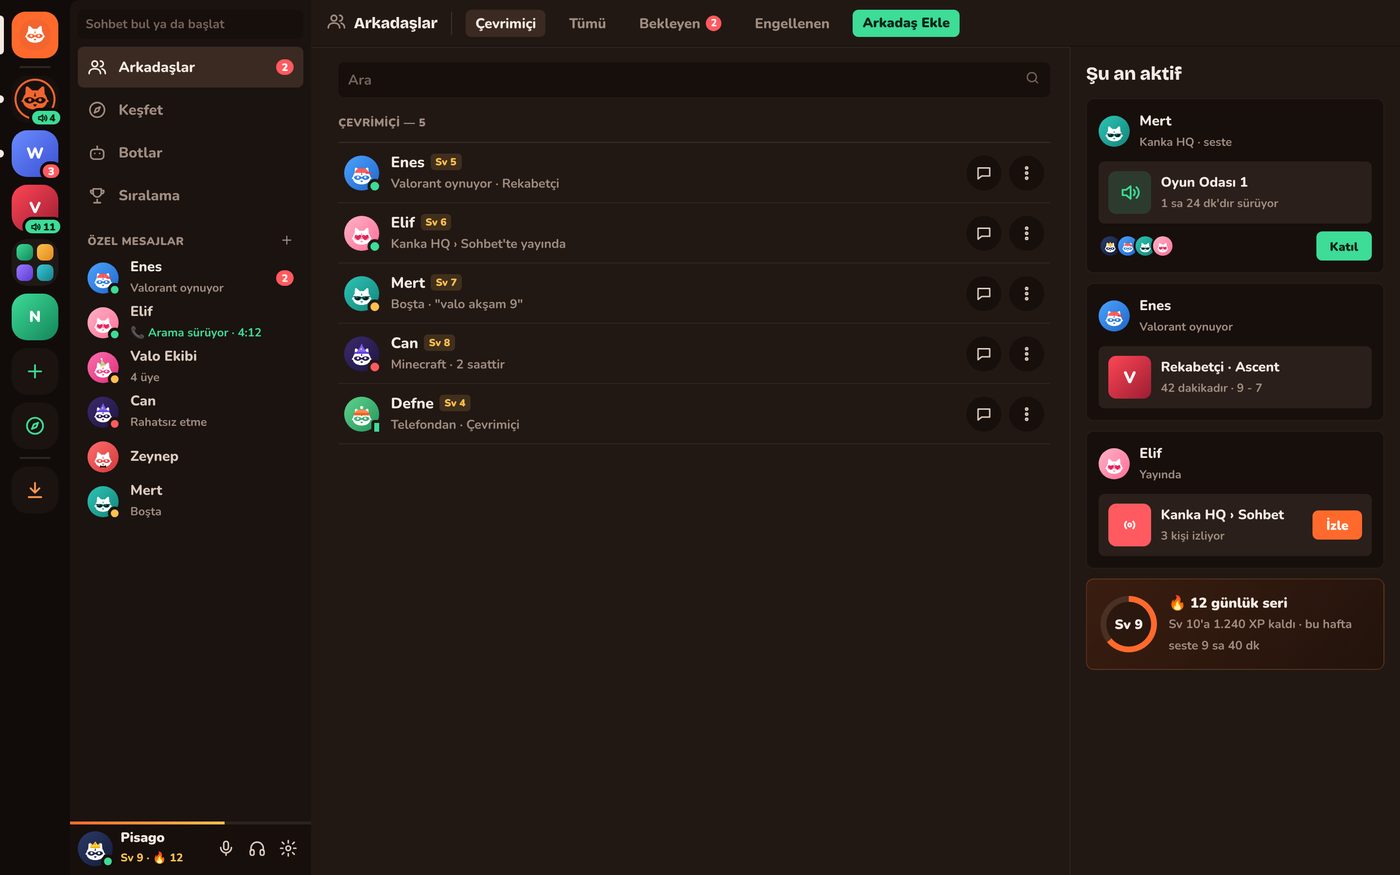 4
W
3
V
11
N
Sohbet bul ya da başlat
Arkadaşlar 2
Keşfet
Botlar
Sıralama
ÖZEL MESAJLAR
Enes
Valorant oynuyor
2
Elif
📞 Arama sürüyor · 4:12
Valo Ekibi
4 üye
Can
Rahatsız etme
Zeynep
Mert
Boşta
Pisago
Sv 9 · 🔥 12
Arkadaşlar Çevrimiçi Tümü Bekleyen 2 Engellenen Arkadaş Ekle
Ara
ÇEVRİMİÇİ — 5
Enes Sv 5
Valorant oynuyor · Rekabetçi
Elif Sv 6
Kanka HQ › Sohbet'te yayında
Mert Sv 7
Boşta · "valo akşam 9"
Can Sv 8
Minecraft · 2 saattir
Defne Sv 4
Telefondan · Çevrimiçi
Şu an aktif
Mert
Kanka HQ · seste
Oyun Odası 1
1 sa 24 dk'dır sürüyor
Katıl
Enes
Valorant oynuyor
V
Rekabetçi · Ascent
42 dakikadır · 9 - 7
Elif
Yayında
Kanka HQ › Sohbet
3 kişi izliyor
İzle
Sv 9
🔥 12 günlük seri
Sv 10'a 1.240 XP kaldı · bu hafta
seste 9 sa 40 dk